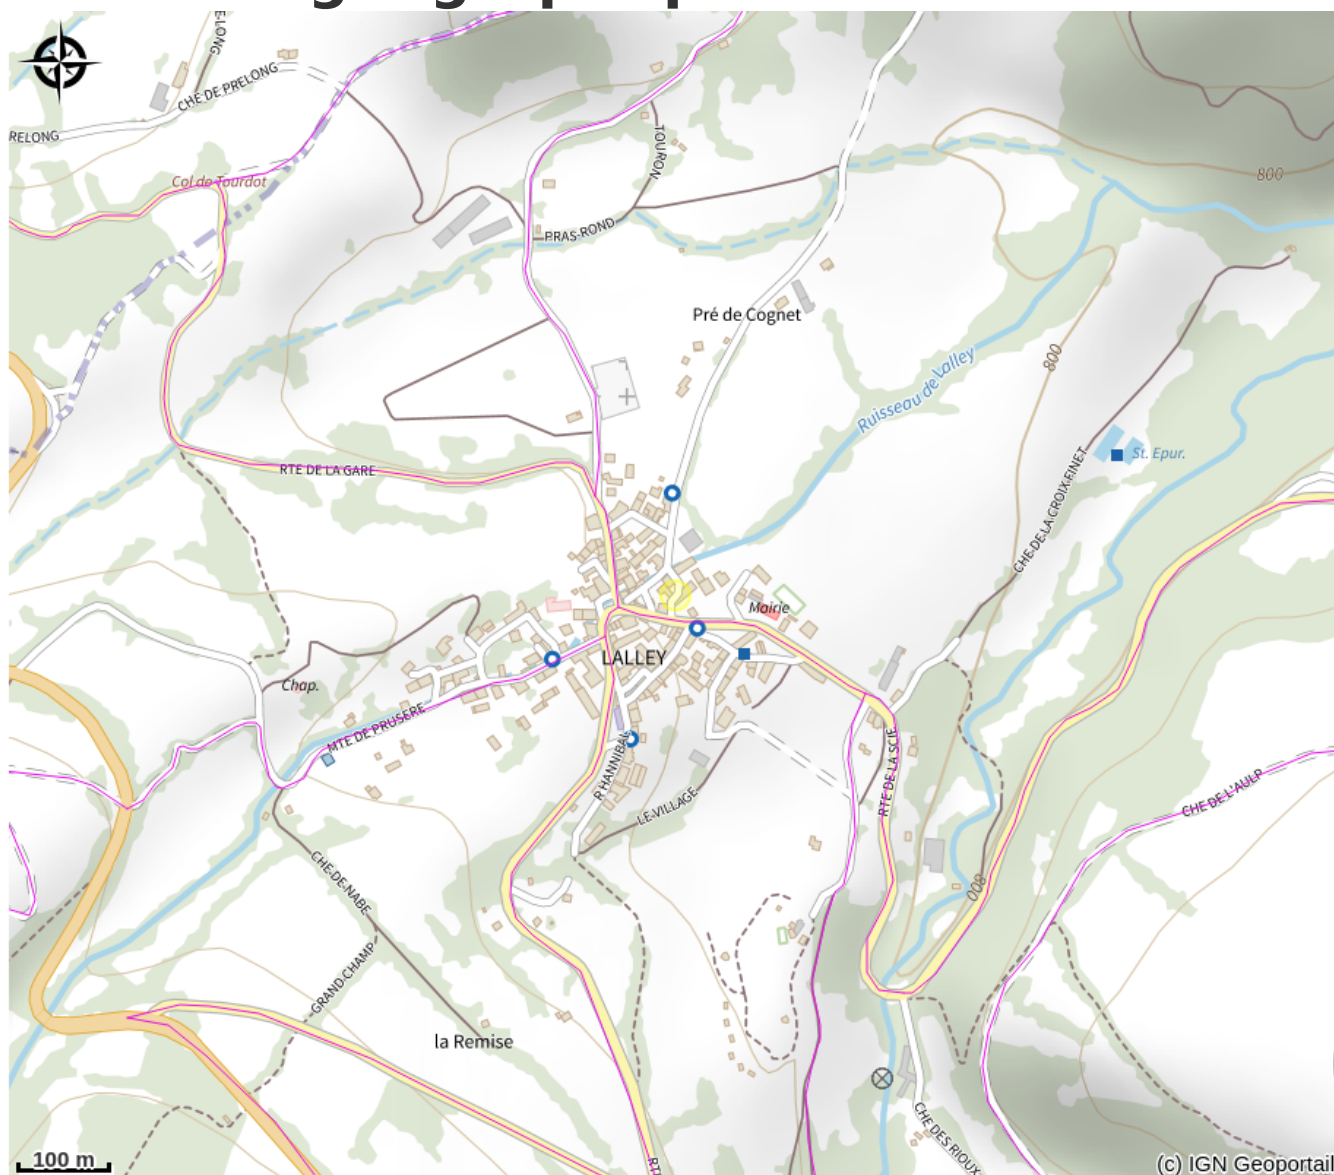 E-LONG
CHE DE PRELONG
RELONG
TOURON
Col de Tourdot
800
PRAS-ROND
Pré de Cognet
800
Ruisseau de Lalley
RTE DE LA GARE
St. Epur.
CHE DE LA CROIX-FINET
Mairie
LALLEY
Chap.
MTE DE PRUSERE
R HANNIBAL
RTE DE LA SCIE
LE VILLAGE
CHE DE L'AULP
CHE-DE-NABE
800
GRAND CHAMP
la Remise
CHE DES RIOUX
RTE
100 m
(c) IGN Geoportail